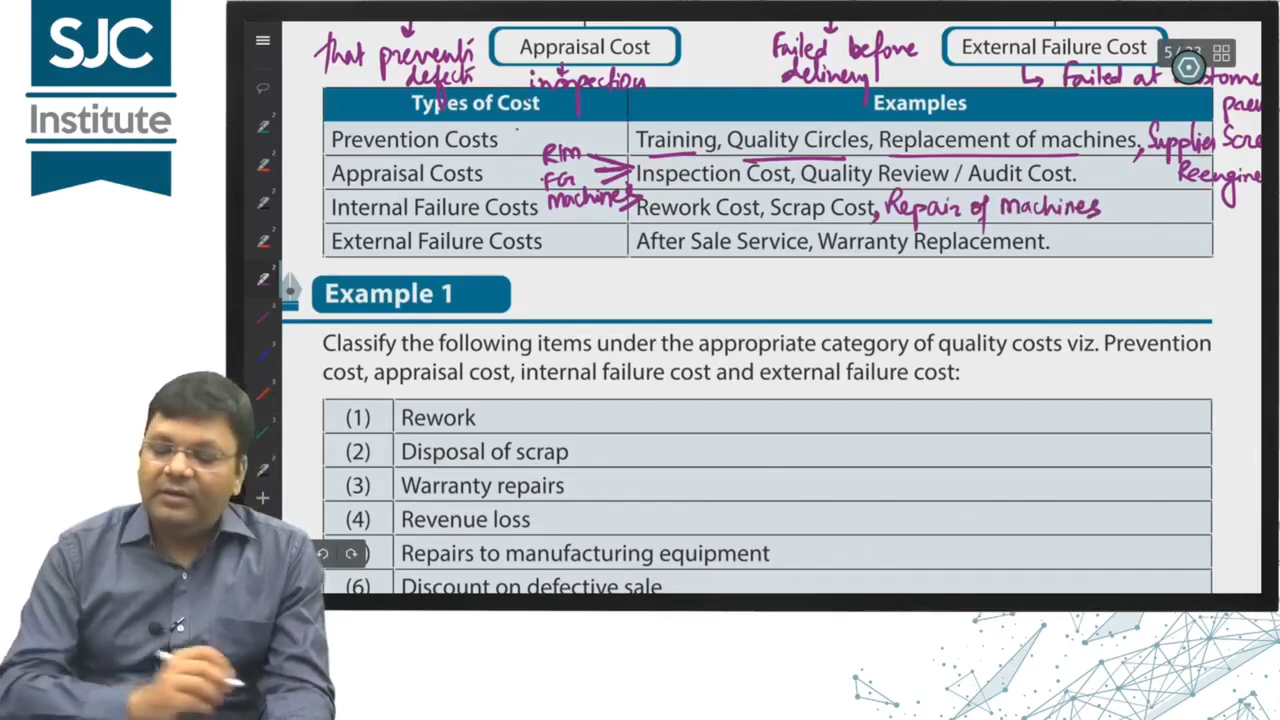 SJC
Institute
that prevent
defects
Appraisal Cost
inspection
Failed before
delivery
External Failure Cost
5/
Failed at
Types of Cost
Examples
Prevention Costs
Training, Quality Circles, Replacement of machines, Supplier
Appraisal Costs
RIM
FG
machines
Inspection Cost, Quality Review / Audit Cost.
Internal Failure Costs
Rework Cost, Scrap Cost, Repair of machines
External Failure Costs
After Sale Service, Warranty Replacement.
Example 1
Classify the following items under the appropriate category of quality costs viz. Prevention
cost, appraisal cost, internal failure cost and external failure cost:
(1) Rework
(2) Disposal of scrap
(3) Warranty repairs
(4) Revenue loss
Repairs to manufacturing equipment
(6) Discount on defective sale